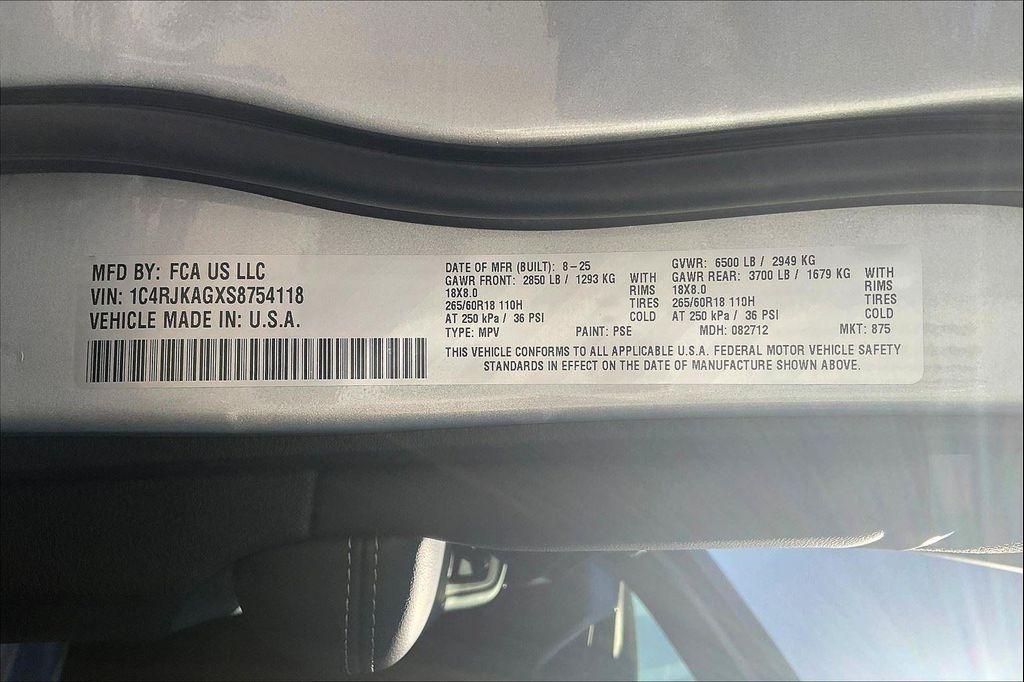 MFD BY: FCA US LLC
VIN: 1C4RJKAGXS8754118
VEHICLE MADE IN: U.S.A.
DATE OF MFR (BUILT): 8-25
GVWR: 6500 LB / 2949 KG
GAWR FRONT: 2850 LB / 1293 KG WITH
18X8.0 RIMS
265/60R18 110H TIRES
AT 250 kPa / 36 PSI COLD
GAWR REAR: 3700 LB / 1679 KG WITH
18X8.0 RIMS
265/60R18 110H TIRES
AT 250 kPa / 36 PSI COLD
TYPE: MPV PAINT: PSE MDH: 082712 MKT: 875
THIS VEHICLE CONFORMS TO ALL APPLICABLE U.S.A. FEDERAL MOTOR VEHICLE SAFETY
STANDARDS IN EFFECT ON THE DATE OF MANUFACTURE SHOWN ABOVE.